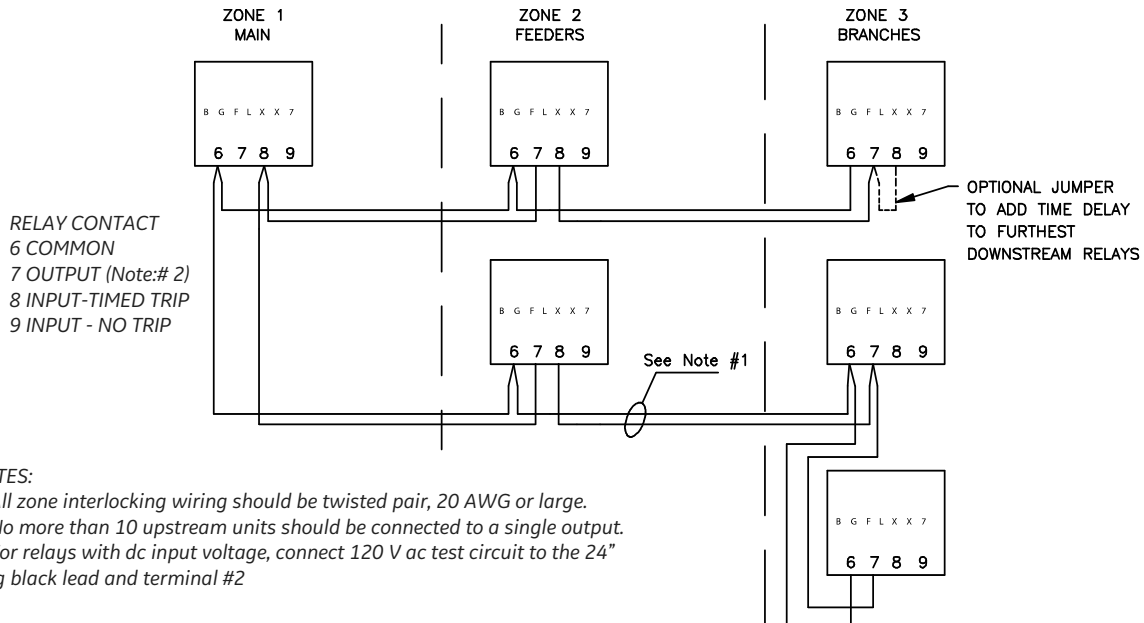 ZONE 1
MAIN
ZONE 2
FEEDERS
ZONE 3
BRANCHES
B G F L X X 7
6 7 8 9
B G F L X X 7
6 7 8 9
B G F L X X 7
6 7 8 9
OPTIONAL JUMPER
TO ADD TIME DELAY
TO FURTHEST
DOWNSTREAM RELAYS
RELAY CONTACT
6 COMMON
7 OUTPUT (Note:# 2)
8 INPUT-TIMED TRIP
9 INPUT - NO TRIP
B G F L X X 7
6 7 8 9
See Note #1
B G F L X X 7
6 7 8 9
TES:
ll zone interlocking wiring should be twisted pair, 20 AWG or large.
o more than 10 upstream units should be connected to a single output.
or relays with dc input voltage, connect 120 V ac test circuit to the 24”
g black lead and terminal #2
B G F L X X 7
6 7 8 9